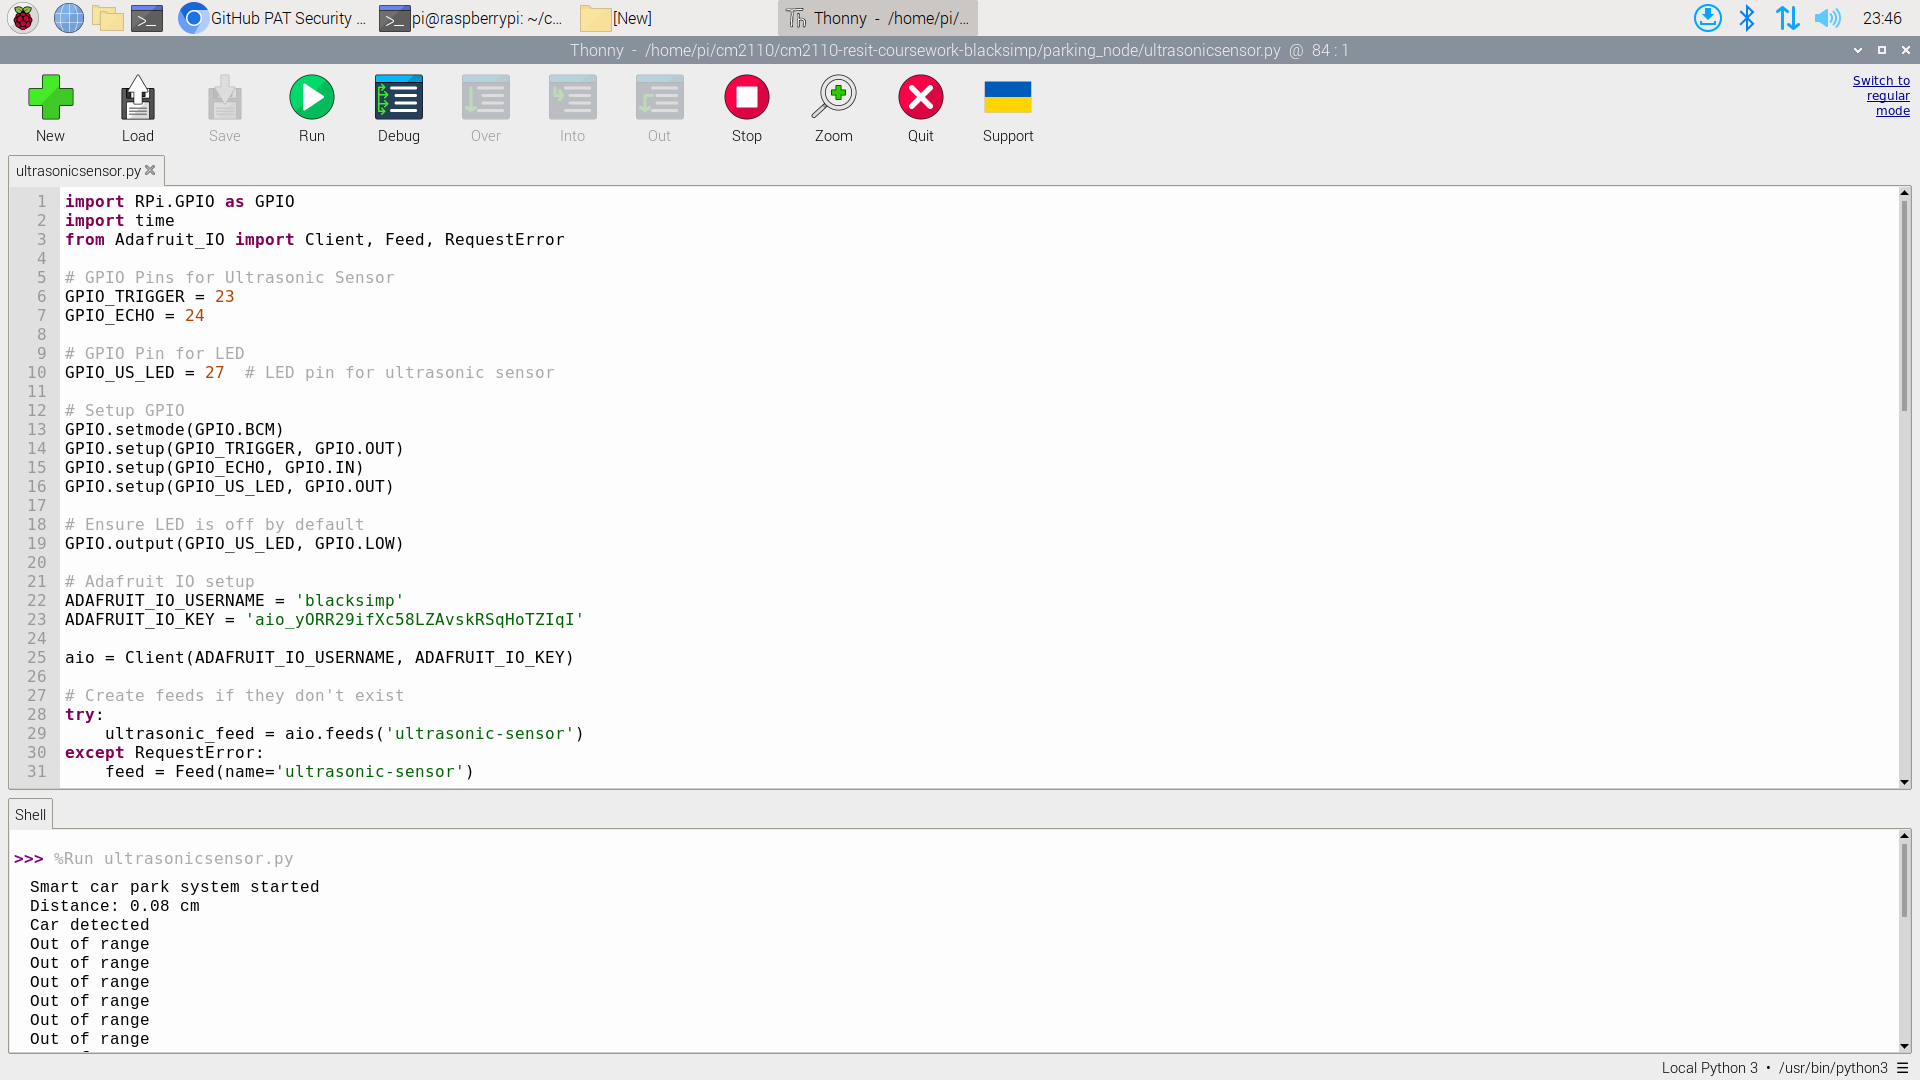 GitHub PAT Security ...
pi@raspberrypi: ~/c...
[New]
Thonny  -  /home/pi/...
23:46
Thonny  -  /home/pi/cm2110/cm2110-resit-coursework-blacksimp/parking_node/ultrasonicsensor.py  @  84 : 1
New
Load
Save
Run
Debug
Over
Into
Out
Stop
Zoom
Quit
Support
Switch to
regular
mode
ultrasonicsensor.py
1 import RPi.GPIO as GPIO
2 import time
3 from Adafruit_IO import Client, Feed, RequestError
4
5 # GPIO Pins for Ultrasonic Sensor
6 GPIO_TRIGGER = 23
7 GPIO_ECHO = 24
8
9 # GPIO Pin for LED
10 GPIO_US_LED = 27  # LED pin for ultrasonic sensor
11
12 # Setup GPIO
13 GPIO.setmode(GPIO.BCM)
14 GPIO.setup(GPIO_TRIGGER, GPIO.OUT)
15 GPIO.setup(GPIO_ECHO, GPIO.IN)
16 GPIO.setup(GPIO_US_LED, GPIO.OUT)
17
18 # Ensure LED is off by default
19 GPIO.output(GPIO_US_LED, GPIO.LOW)
20
21 # Adafruit IO setup
22 ADAFRUIT_IO_USERNAME = 'blacksimp'
23 ADAFRUIT_IO_KEY = 'aio_yORR29ifXc58LZAvskRSqHoTZIqI'
24
25 aio = Client(ADAFRUIT_IO_USERNAME, ADAFRUIT_IO_KEY)
26
27 # Create feeds if they don't exist
28 try:
29     ultrasonic_feed = aio.feeds('ultrasonic-sensor')
30 except RequestError:
31     feed = Feed(name='ultrasonic-sensor')
Shell
>>> %Run ultrasonicsensor.py
Smart car park system started
Distance: 0.08 cm
Car detected
Out of range
Out of range
Out of range
Out of range
Out of range
Out of range
Local Python 3  •  /usr/bin/python3